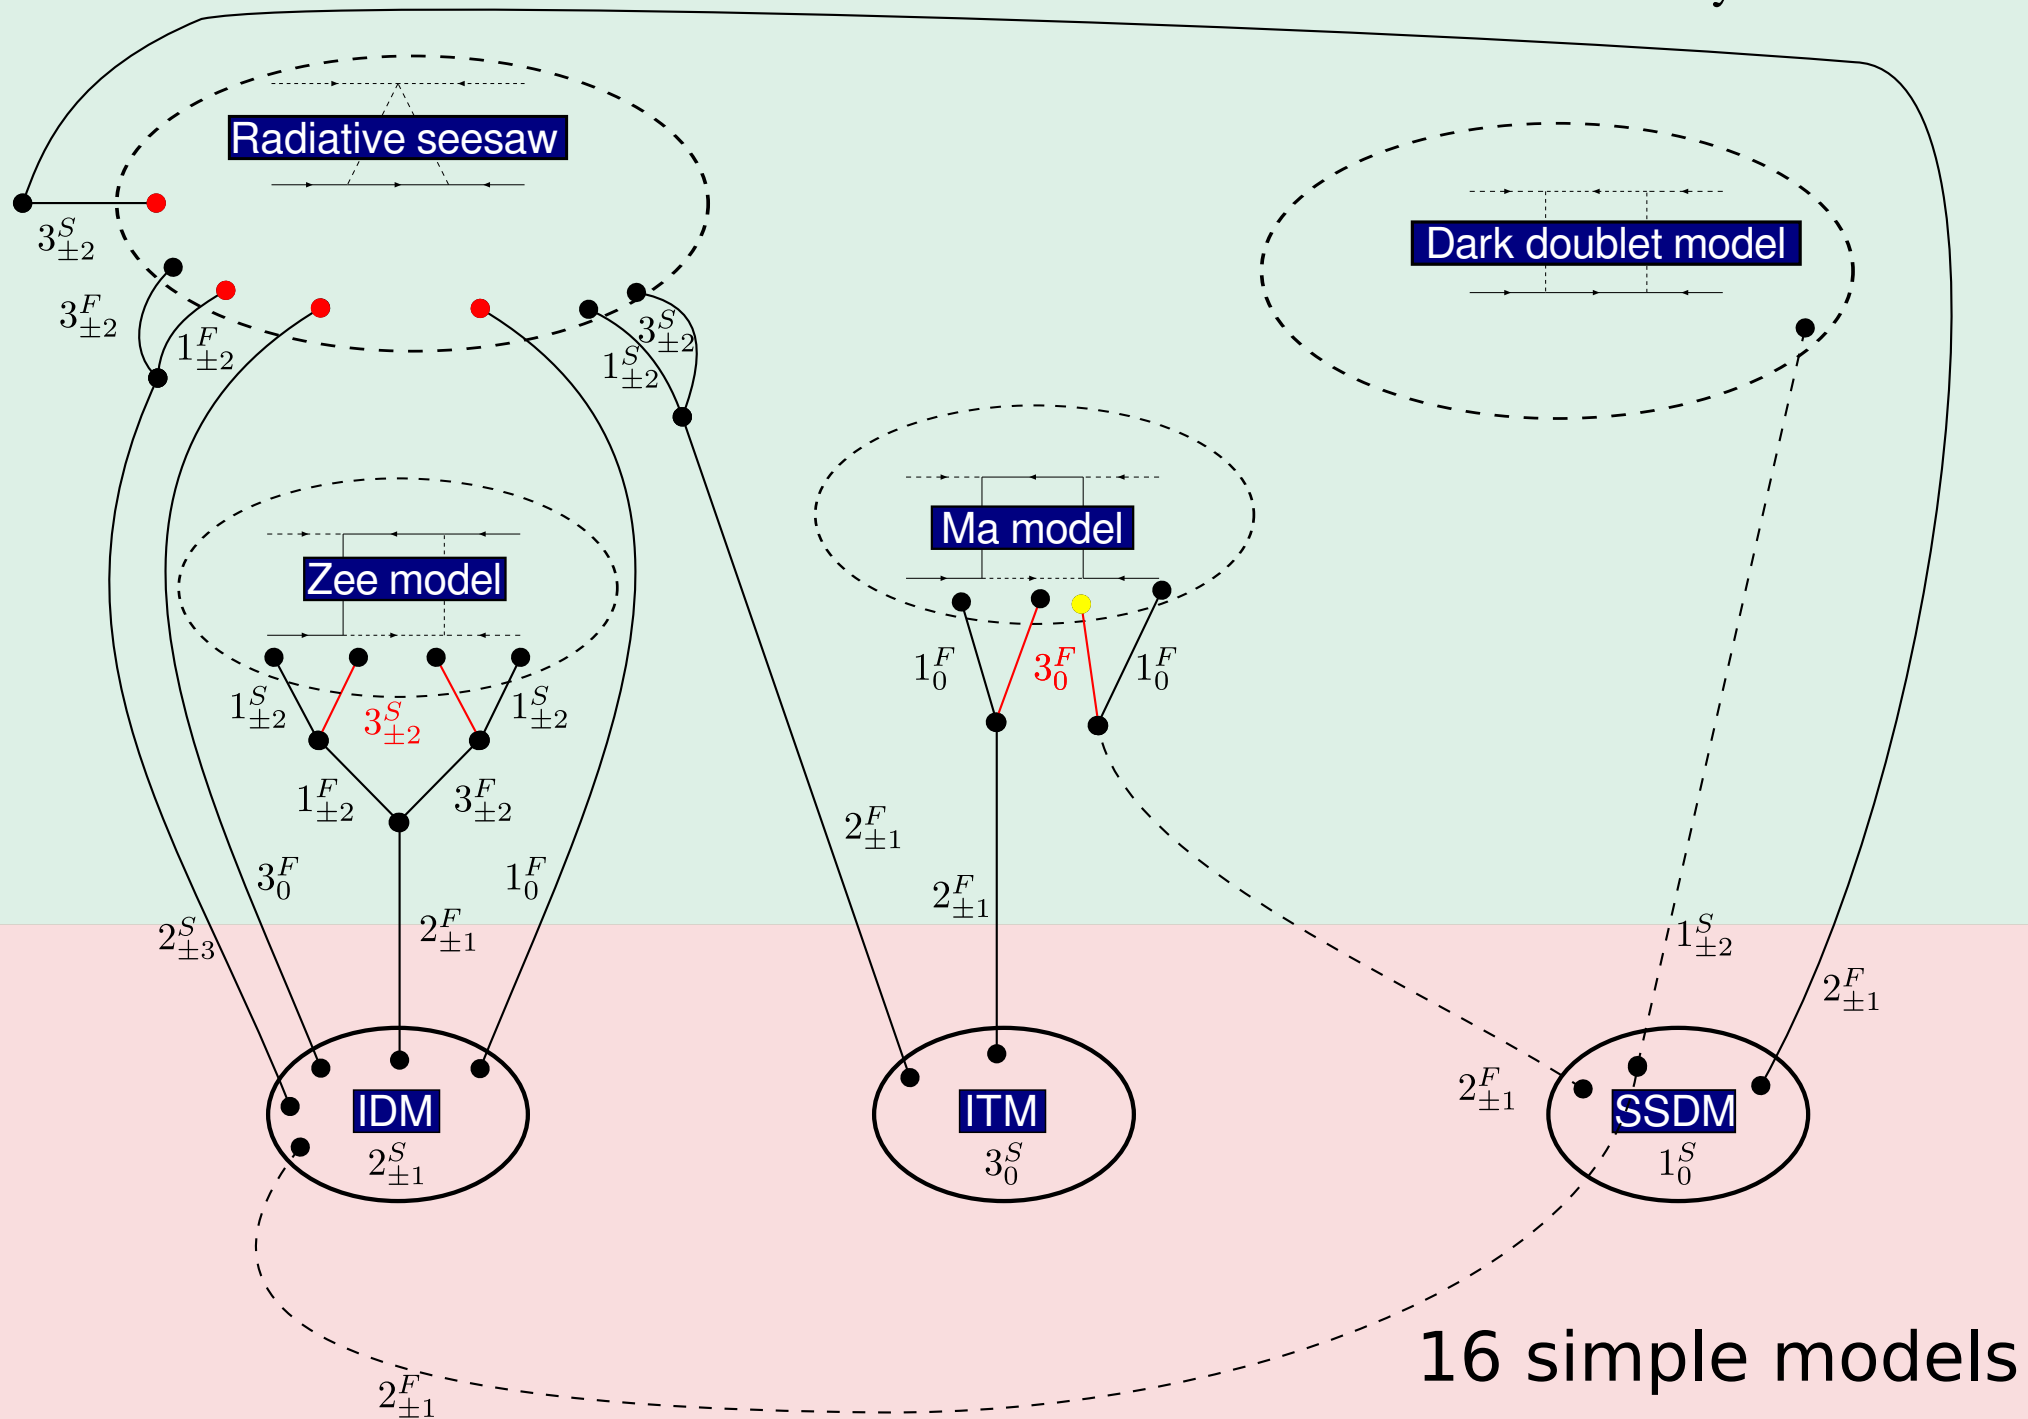 Radiative seesaw
Dark doublet model
3^S_{±2}
3^F_{±2}
1^F_{±2}
3^S_{±2}
1^S_{±2}
Ma model
Zee model
1^F_0
3^F_0
1^F_0
1^S_{±2}
3^S_{±2}
1^S_{±2}
1^F_{±2}
3^F_{±2}
2^F_{±1}
3^F_0
1^F_0
2^F_{±1}
2^S_{±3}
2^F_{±1}
1^S_{±2}
2^F_{±1}
2^F_{±1}
IDM
2^S_{±1}
ITM
3^S_0
SSDM
1^S_0
16 simple models
2^F_{±1}